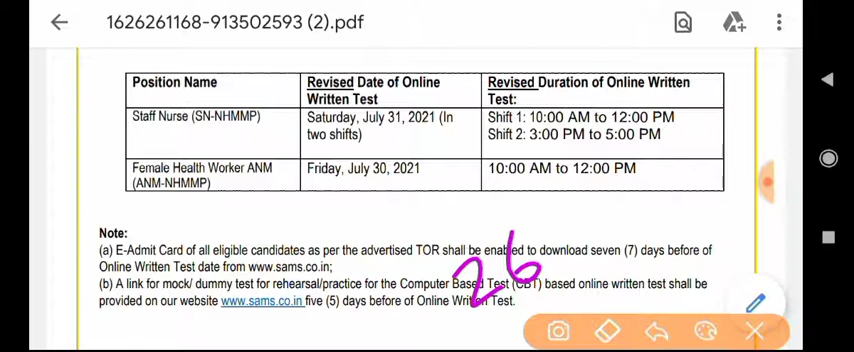 1626261168-913502593 (2).pdf
Position Name
Revised Date of Online
Written Test
Revised Duration of Online Written
Test:
Staff Nurse (SN-NHMMP)
Saturday, July 31, 2021 (In
two shifts)
Shift 1: 10:00 AM to 12:00 PM
Shift 2: 3:00 PM to 5:00 PM
Female Health Worker ANM
(ANM-NHMMP)
Friday, July 30, 2021
10:00 AM to 12:00 PM
Note:
(a) E-Admit Card of all eligible candidates as per the advertised TOR shall be enabled to download seven (7) days before of
Online Written Test date from www.sams.co.in;
(b) A link for mock/ dummy test for rehearsal/practice for the Computer Based Test (CBT) based online written test shall be
provided on our website www.sams.co.in five (5) days before of Online Written Test.
26